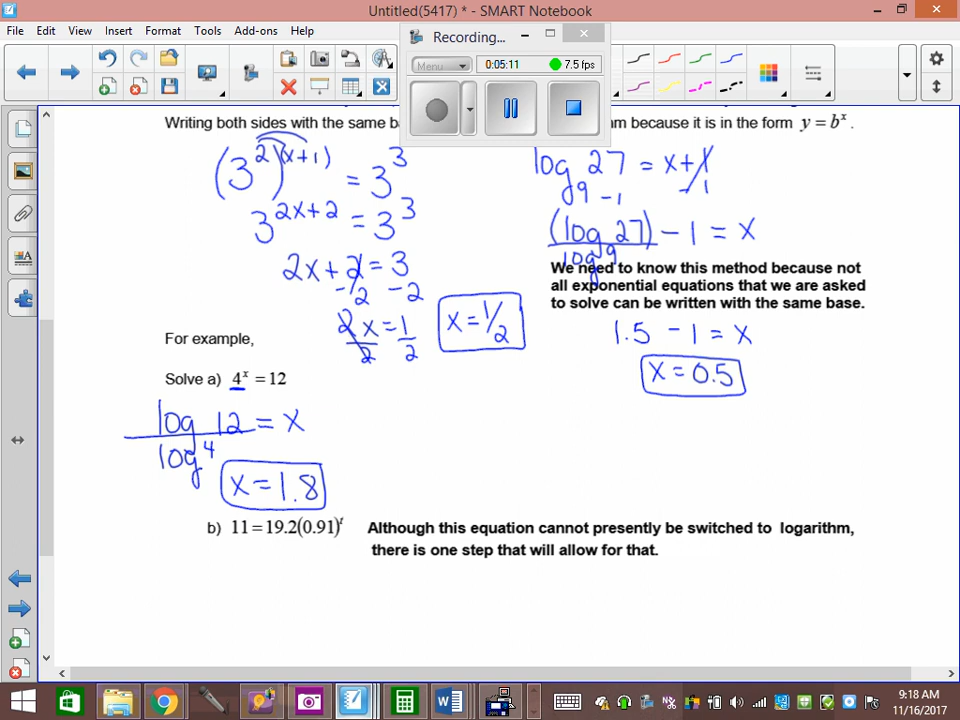 Untitled(5417) * - SMART Notebook
Recording...
File Edit View Insert Format Tools Add-ons Help
Menu 0:05:11 7.5 fps
Writing both sides with the same ba
m because it is in the form y = b^x .
(3^2)^(x+1) = 3^3
3^2x+2 = 3^3
2x+2 = 3
-2 -2
2x = 1
2 2
x = 1/2
log_9 27 = x+1
-1 -1
(log 27) - 1 = x
log 9
We need to know this method because not
all exponential equations that we are asked
to solve can be written with the same base.
1.5 - 1 = x
x = 0.5
For example,
Solve a) 4^x = 12
log 12 = x
log 4
x = 1.8
b) 11 = 19.2(0.91)^t Although this equation cannot presently be switched to logarithm,
there is one step that will allow for that.
9:18 AM
11/16/2017